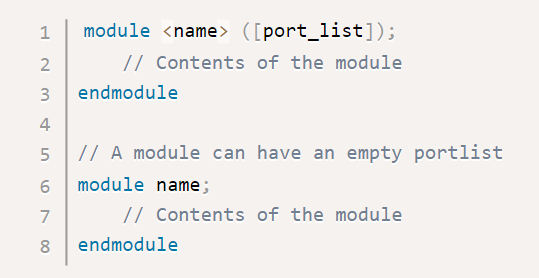 1 module <name> ([port_list]);
2 // Contents of the module
3 endmodule
4
5 // A module can have an empty portlist
6 module name;
7 // Contents of the module
8 endmodule